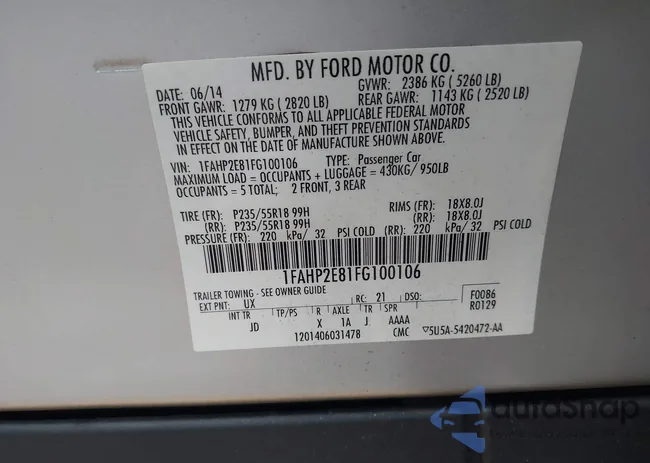 MFD. BY FORD MOTOR CO.
DATE: 06/14 GVWR: 2386 KG ( 5260 LB)
FRONT GAWR: 1279 KG ( 2820 LB) REAR GAWR: 1143 KG ( 2520 LB)
THIS VEHICLE CONFORMS TO ALL APPLICABLE FEDERAL MOTOR
VEHICLE SAFETY, BUMPER, AND THEFT PREVENTION STANDARDS
IN EFFECT ON THE DATE OF MANUFACTURE SHOWN ABOVE
VIN: 1FAHP2E81FG100106 TYPE: Passenger Car
MAXIMUM LOAD = OCCUPANTS + LUGGAGE = 430KG/ 950LB
OCCUPANTS = 5 TOTAL; 2 FRONT, 3 REAR
TIRE (FR): P235/55R18 99H RIMS (FR): 18X8.0J
(RR): P235/55R18 99H (RR): 18X8.0J
PRESSURE (FR): 220 kPa/ 32 PSI COLD (RR): 220 kPa/ 32 PSI COLD
1FAHP2E81FG100106
TRAILER TOWING - SEE OWNER GUIDE
EXT PNT: UX RC: 21 DSO: F0086
INT TR TP/PS R AXLE TR SPR R0129
JD X 1A J AAAA
1201406031478 CMC ▽5U5A-5420472-AA
autoSnap